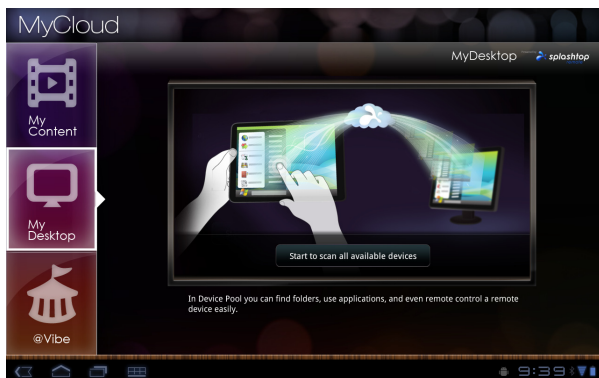 MyCloud
MyDesktop splashtop
My
Content
My
Desktop
@Vibe
Start to scan all available devices
In Device Pool you can find folders, use applications, and even remote control a remote
device easily.
9:39